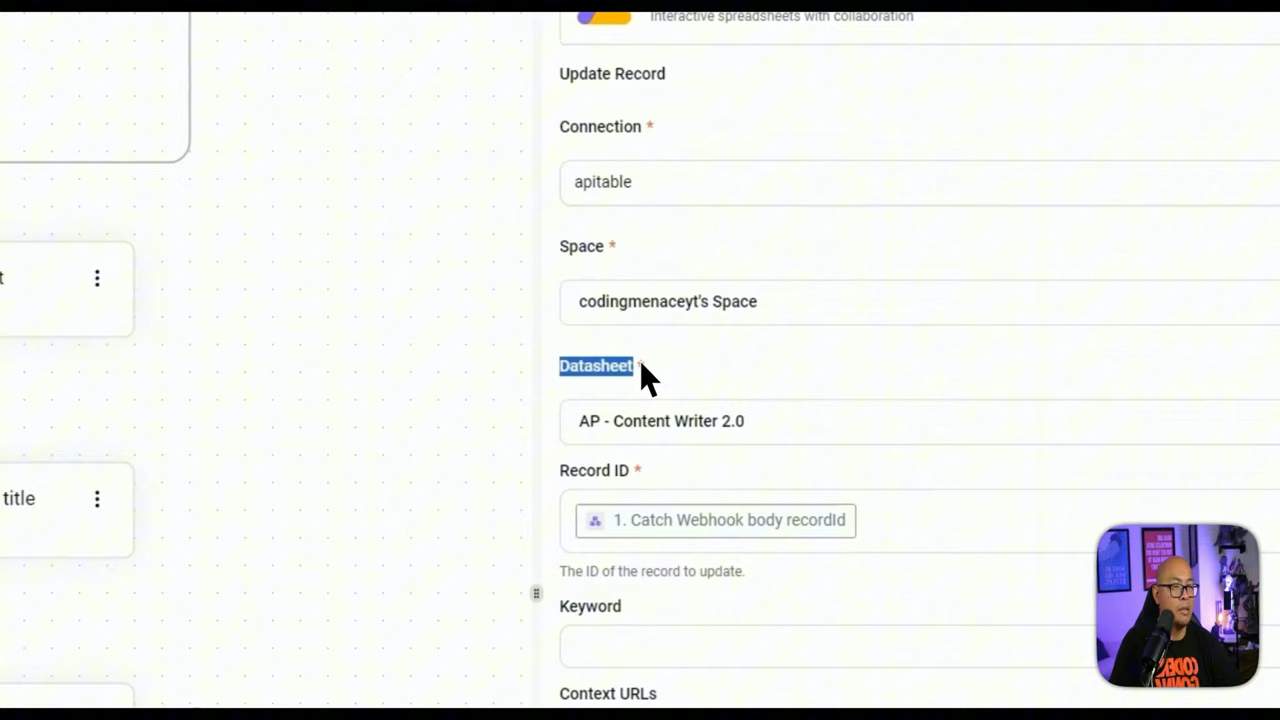 Interactive spreadsheets with collaboration
Update Record
Connection *
apitable
Space *
codingmenaceyt's Space
t
Datasheet *
AP - Content Writer 2.0
Record ID *
title
1. Catch Webhook body recordId
The ID of the record to update.
Keyword
Context URLs